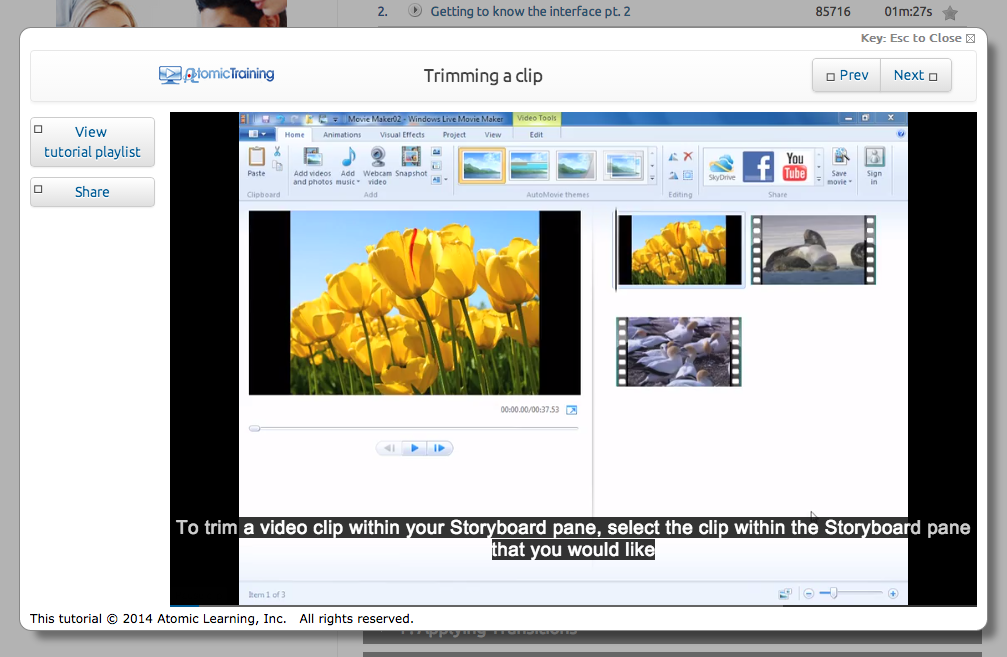 2. Getting to know the interface pt. 2 85716 01m:27s
Key: Esc to Close
AtomicTraining
Trimming a clip
Prev
Next
View
tutorial playlist
Share
Movie Maker02 - Windows Live Movie Maker
Video Tools
Home Animations Visual Effects Project View Edit
Paste
Add videos
and photos
Add
music
Webcam
video
Snapshot
SkyDrive
You
Tube
Save
movie
Sign
in
Clipboard Add AutoMovie themes Editing Share
00:00.00/00:37.53
To trim a video clip within your Storyboard pane, select the clip within the Storyboard pane
that you would like
Item 1 of 3
This tutorial © 2014 Atomic Learning, Inc. All rights reserved.
Applying Transitions